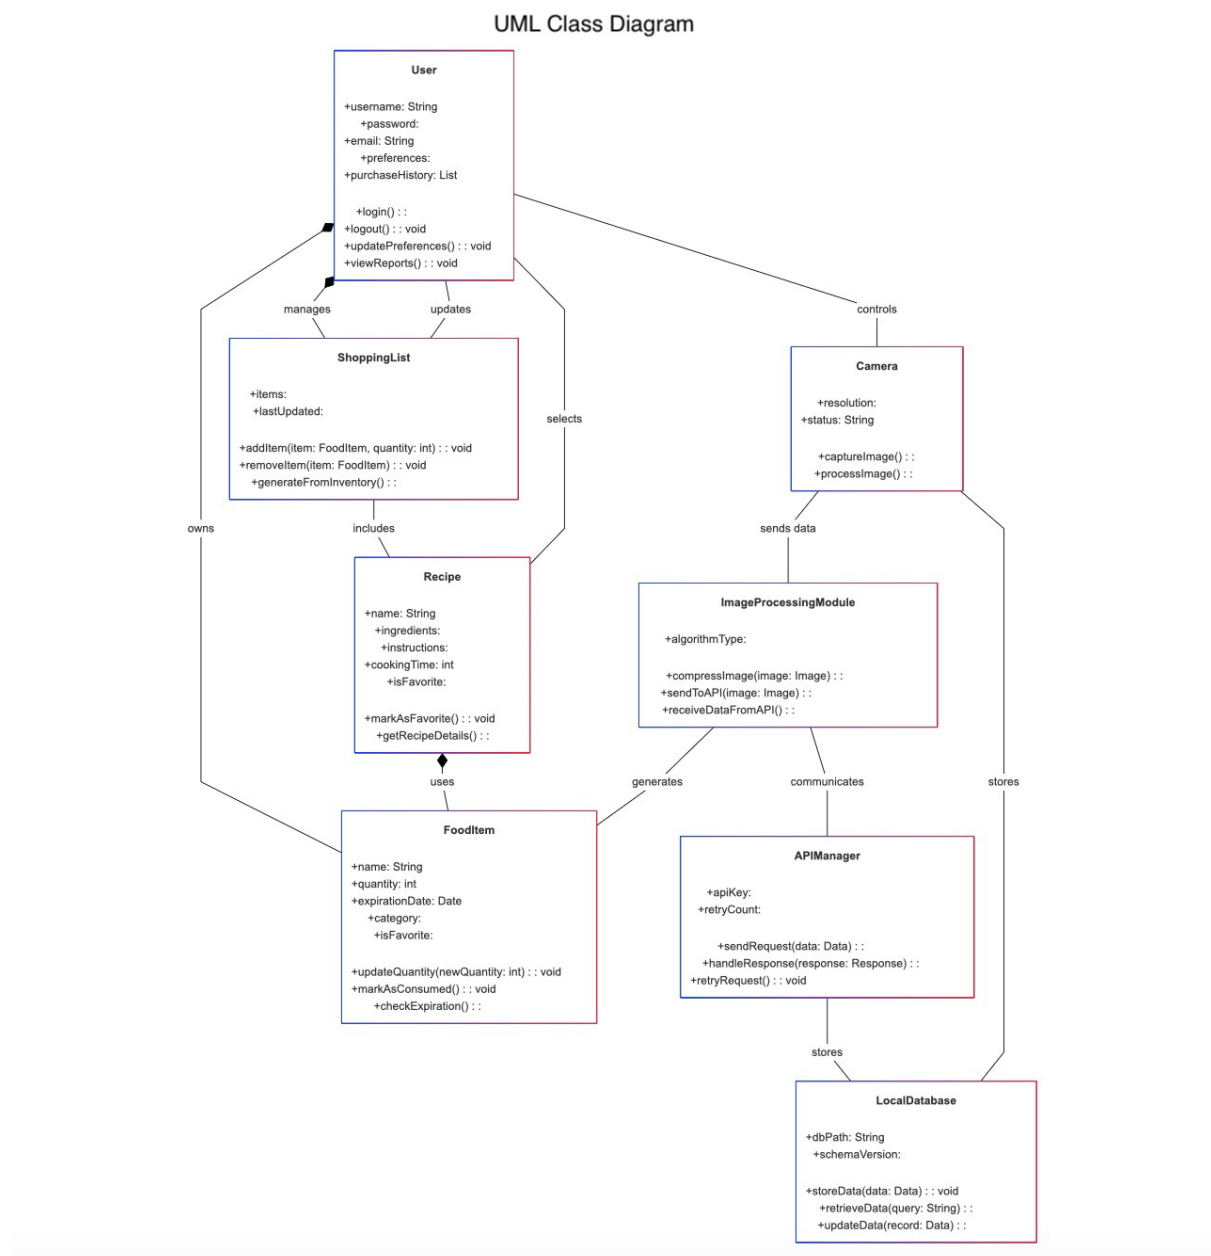 UML Class Diagram
User
+username: String
+password:
+email: String
+preferences:
+purchaseHistory: List
+login() : :
+logout() : : void
+updatePreferences() : : void
+viewReports() : : void
manages
updates
controls
ShoppingList
+items:
+lastUpdated:
+addItem(item: FoodItem, quantity: int) : : void
+removeItem(item: FoodItem) : : void
+generateFromInventory() : :
selects
Camera
+resolution:
+status: String
+captureImage() : :
+processImage() : :
owns
includes
sends data
Recipe
+name: String
+ingredients:
+instructions:
+cookingTime: int
+isFavorite:
+markAsFavorite() : : void
+getRecipeDetails() : :
ImageProcessingModule
+algorithmType:
+compressImage(image: Image) : :
+sendToAPI(image: Image) : :
+receiveDataFromAPI() : :
uses
generates
communicates
stores
FoodItem
+name: String
+quantity: int
+expirationDate: Date
+category:
+isFavorite:
+updateQuantity(newQuantity: int) : : void
+markAsConsumed() : : void
+checkExpiration() : :
APIManager
+apiKey:
+retryCount:
+sendRequest(data: Data) : :
+handleResponse(response: Response) : :
+retryRequest() : : void
stores
LocalDatabase
+dbPath: String
+schemaVersion:
+storeData(data: Data) : : void
+retrieveData(query: String) : :
+updateData(record: Data) : :